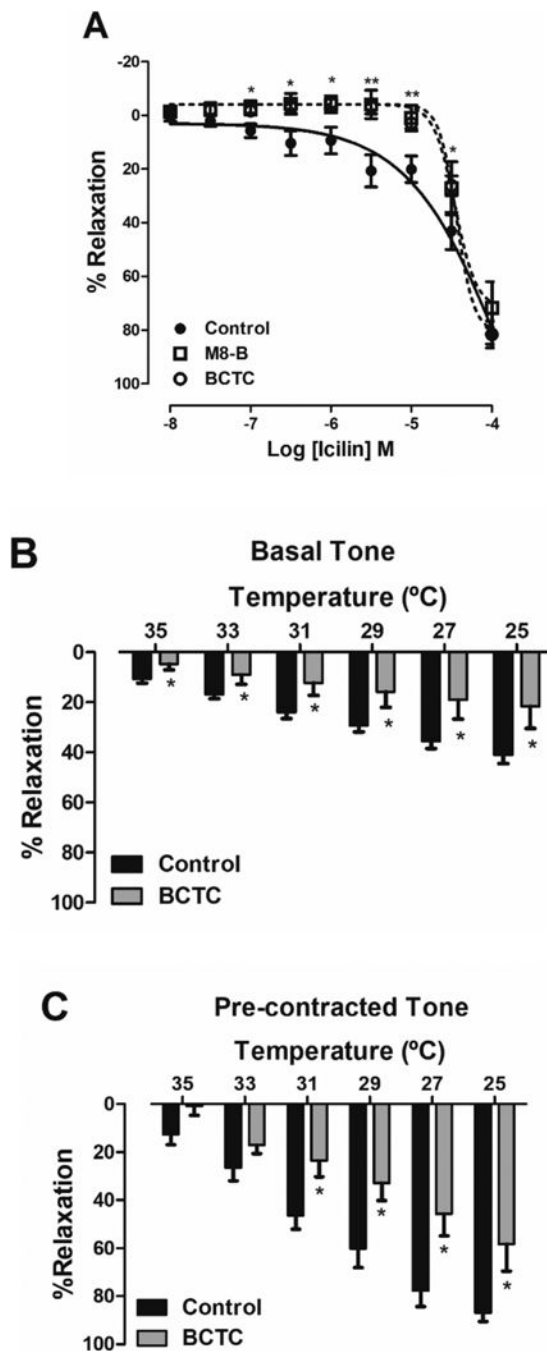 A
-20
0
20
40
60
80
100
% Relaxation
* * * ** ** *
Control
M8-B
BCTC
-8 -7 -6 -5 -4
Log [Icilin] M
B
Basal Tone
Temperature (ºC)
35 33 31 29 27 25
0
20
40
60
80
100
% Relaxation
* * * * * *
Control
BCTC
C
Pre-contracted Tone
Temperature (ºC)
35 33 31 29 27 25
0
20
40
60
80
100
%Relaxation
* * * *
Control
BCTC